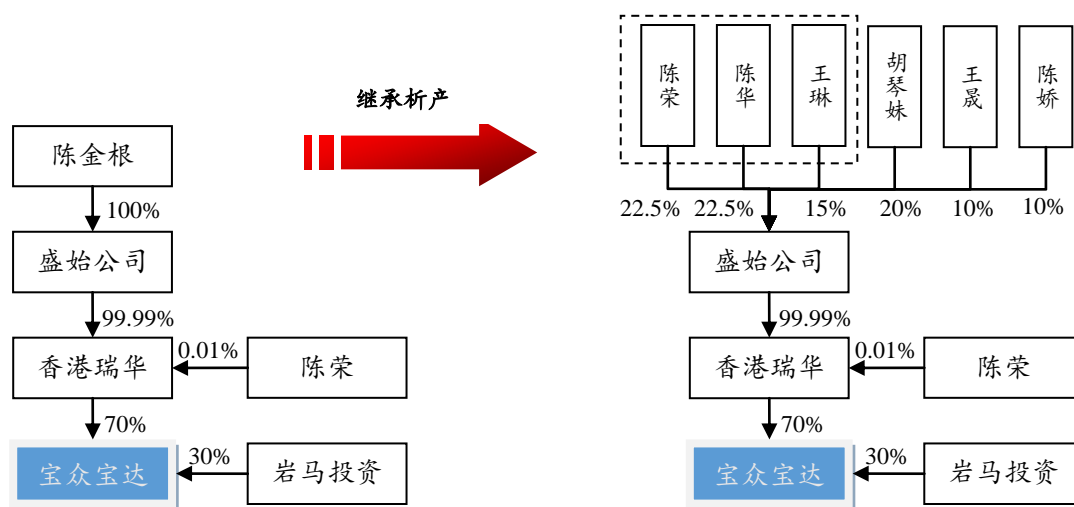 继承析产
陈金根
100%
盛始公司
99.99%
香港瑞华
0.01%
陈荣
70%
宝众宝达
30%
岩马投资
陈荣
陈华
王琳
胡琴妹
王晟
陈娇
22.5%
22.5%
15%
20%
10%
10%
盛始公司
99.99%
香港瑞华
0.01%
陈荣
70%
宝众宝达
30%
岩马投资